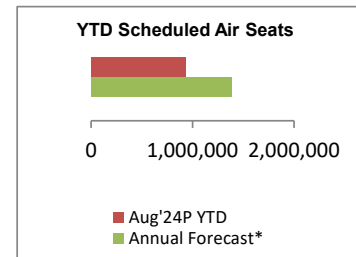 YTD Scheduled Air Seats
0 1,000,000 2,000,000
Aug'24P YTD
Annual Forecast*